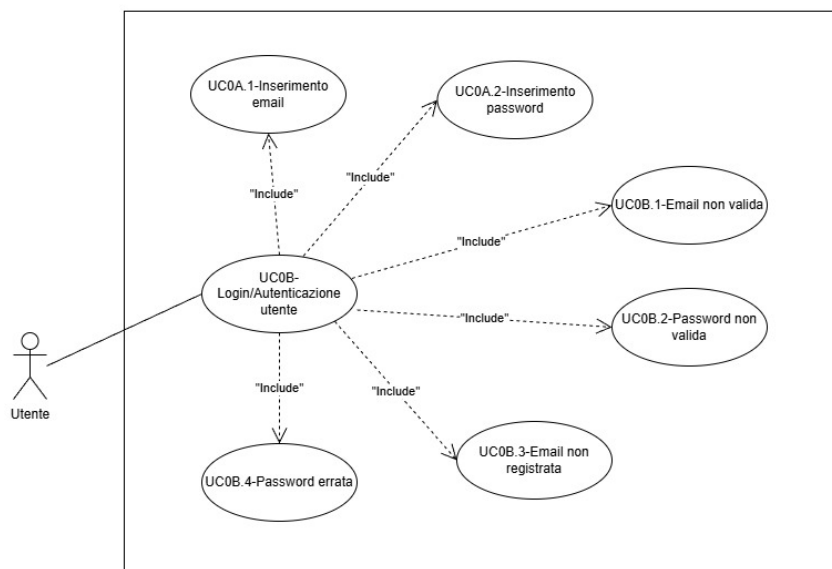 UC0A.1-Inserimento
email
UC0A.2-Inserimento
password
"Include"
"Include"
UC0B.1-Email non valida
"Include"
UC0B-
Login/Autenticazione
utente
"Include"
UC0B.2-Password non
valida
"Include"
"Include"
Utente
UC0B.3-Email non
registrata
UC0B.4-Password errata